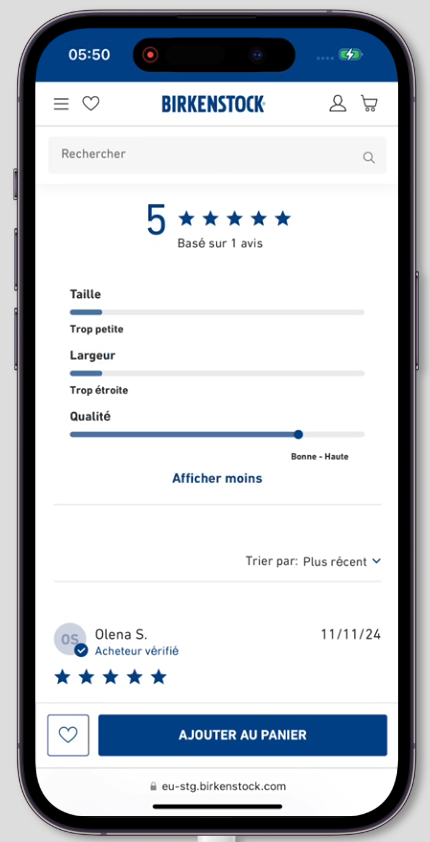 05:50
BIRKENSTOCK
Rechercher
5
Basé sur 1 avis
Taille
Trop petite
Largeur
Trop étroite
Qualité
Bonne - Haute
Afficher moins
Trier par: Plus récent
OS Olena S. 11/11/24
Acheteur vérifié
AJOUTER AU PANIER
eu-stg.birkenstock.com